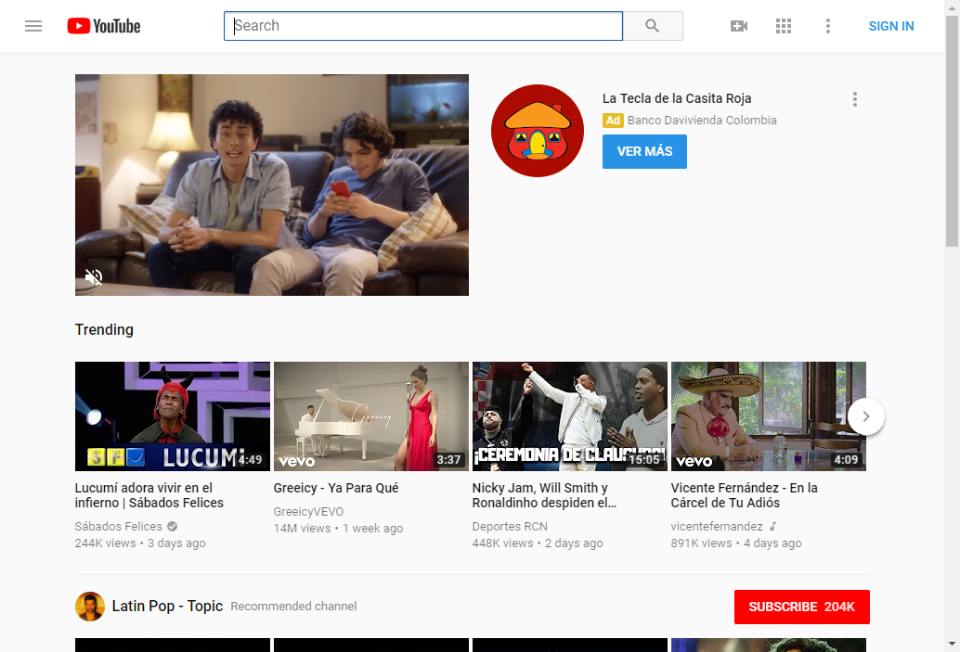 YouTube
Search
SIGN IN
La Tecla de la Casita Roja
Ad Banco Davivienda Colombia
VER MÁS
Trending
SF LUCUMÍ
4:49
Greeicy
vevo
3:37
¡CEREMONIA DE CLAUSURA!
15:05
vevo
4:09
Lucumí adora vivir en el
infierno | Sábados Felices
Sábados Felices
244K views • 3 days ago
Greeicy - Ya Para Qué
GreeicyVEVO
14M views • 1 week ago
Nicky Jam, Will Smith y
Ronaldinho despiden el...
Deportes RCN
448K views • 2 days ago
Vicente Fernández - En la
Cárcel de Tu Adiós
vicentefernandez
891K views • 4 days ago
Latin Pop - Topic Recommended channel
SUBSCRIBE 204K